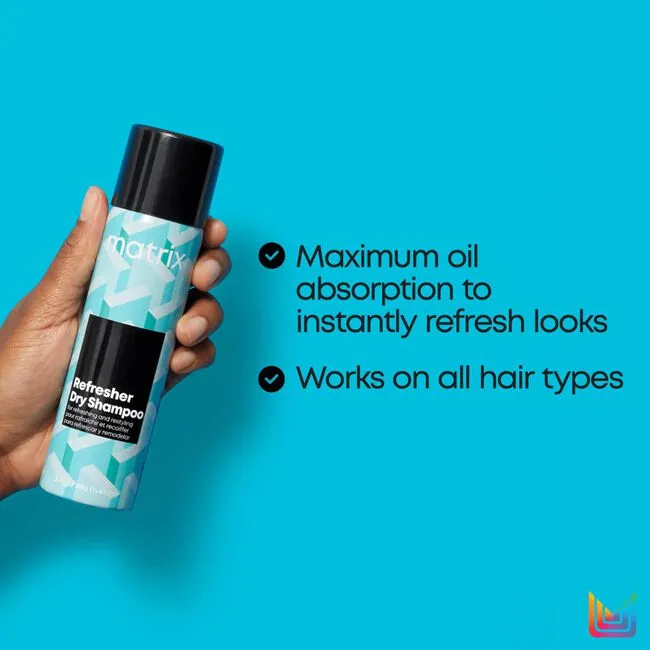 matrix
Refresher
Dry Shampoo
for refreshing and restyling
pour rafraîchir et recoiffer
para refrescar y remodelar
Maximum oil
absorption to
instantly refresh looks
Works on all hair types